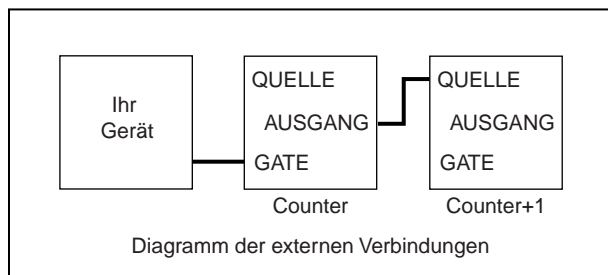 Ihr
Gerät
QUELLE
AUSGANG
GATE
Counter
QUELLE
AUSGANG
GATE
Counter+1
Diagramm der externen Verbindungen